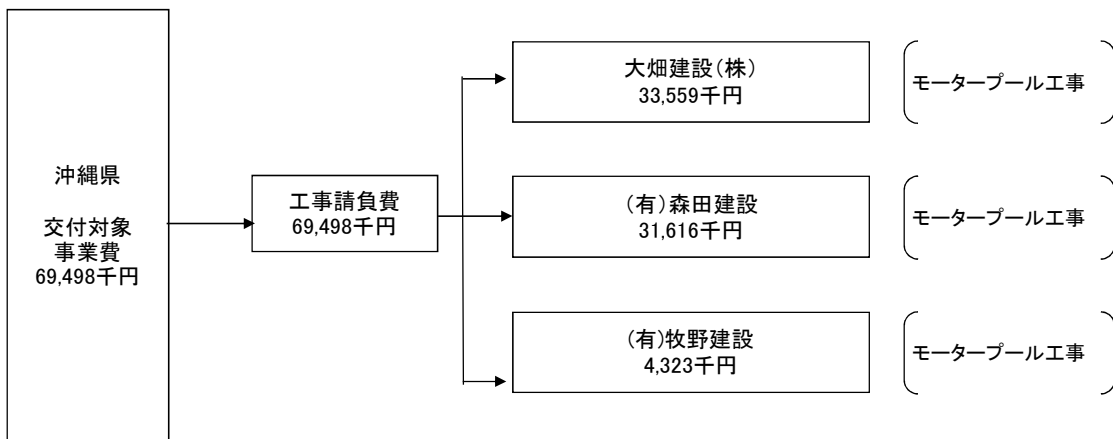 沖縄県
交付対象
事業費
69,498千円
工事請負費
69,498千円
大畑建設(株)
33,559千円
モータープール工事
(有)森田建設
31,616千円
モータープール工事
(有)牧野建設
4,323千円
モータープール工事